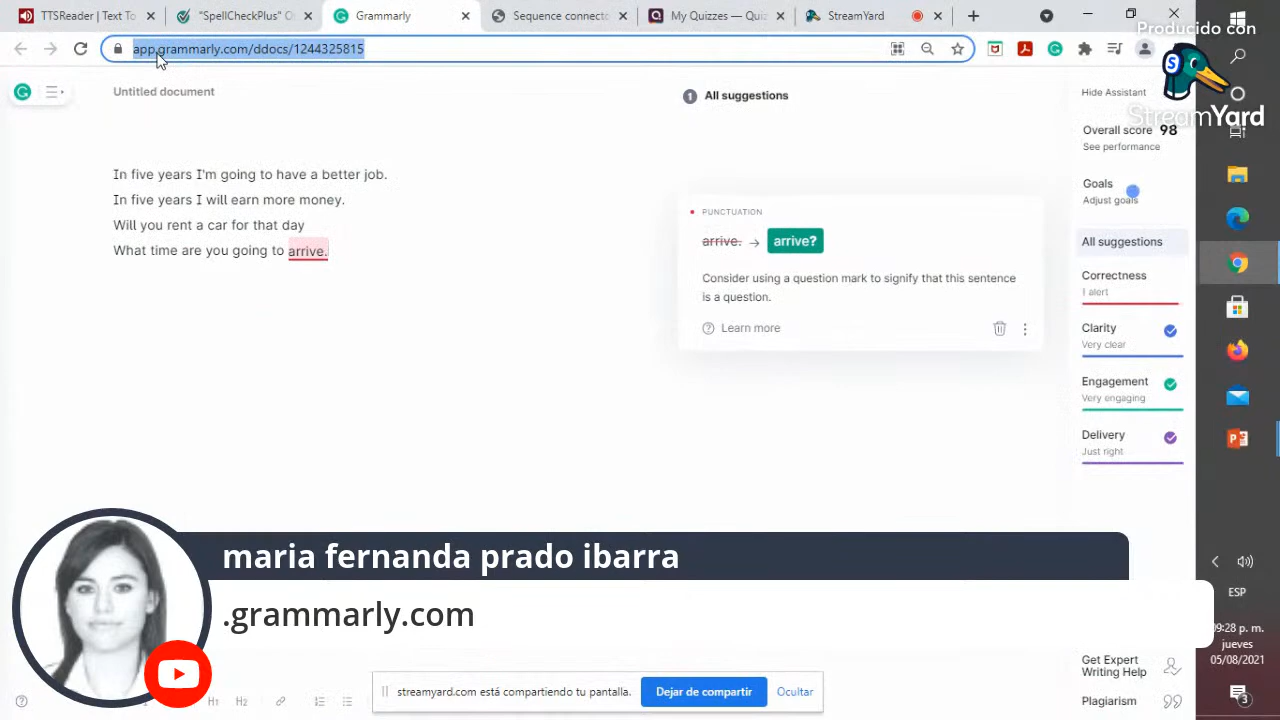 TTSReader | Text To
"SpellCheckPlus" O
Grammarly
Sequence connecto
My Quizzes — Quiz
StreamYard
Producido con
StreamYard
app.grammarly.com/ddocs/1244325815
Untitled document
1 All suggestions
Hide Assistant
Overall score 98
See performance
Goals
Adjust goals
All suggestions
Correctness
1 alert
Clarity
Very clear
Engagement
Very engaging
Delivery
Just right
In five years I'm going to have a better job.
In five years I will earn more money.
Will you rent a car for that day
What time are you going to arrive.
PUNCTUATION
arrive. → arrive?
Consider using a question mark to signify that this sentence
is a question.
Learn more
maria fernanda prado ibarra
.grammarly.com
H1 H2
streamyard.com está compartiendo tu pantalla.
Dejar de compartir
Ocultar
Get Expert
Writing Help
Plagiarism
ESP
09:28 p. m.
jueves
05/08/2021
3